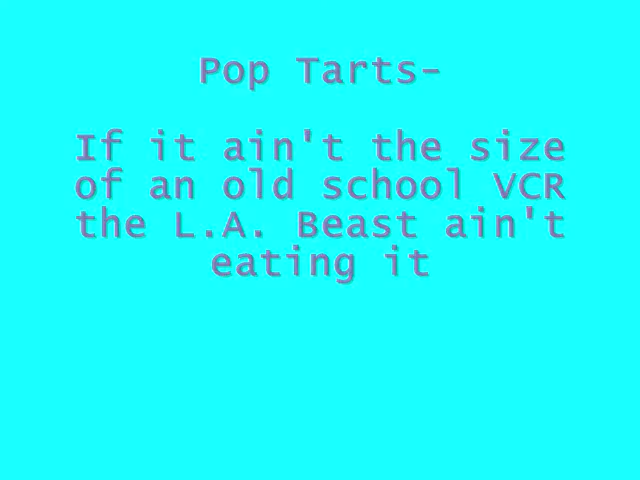 Pop Tarts-
If it ain't the size
of an old school VCR
the L.A. Beast ain't
eating it